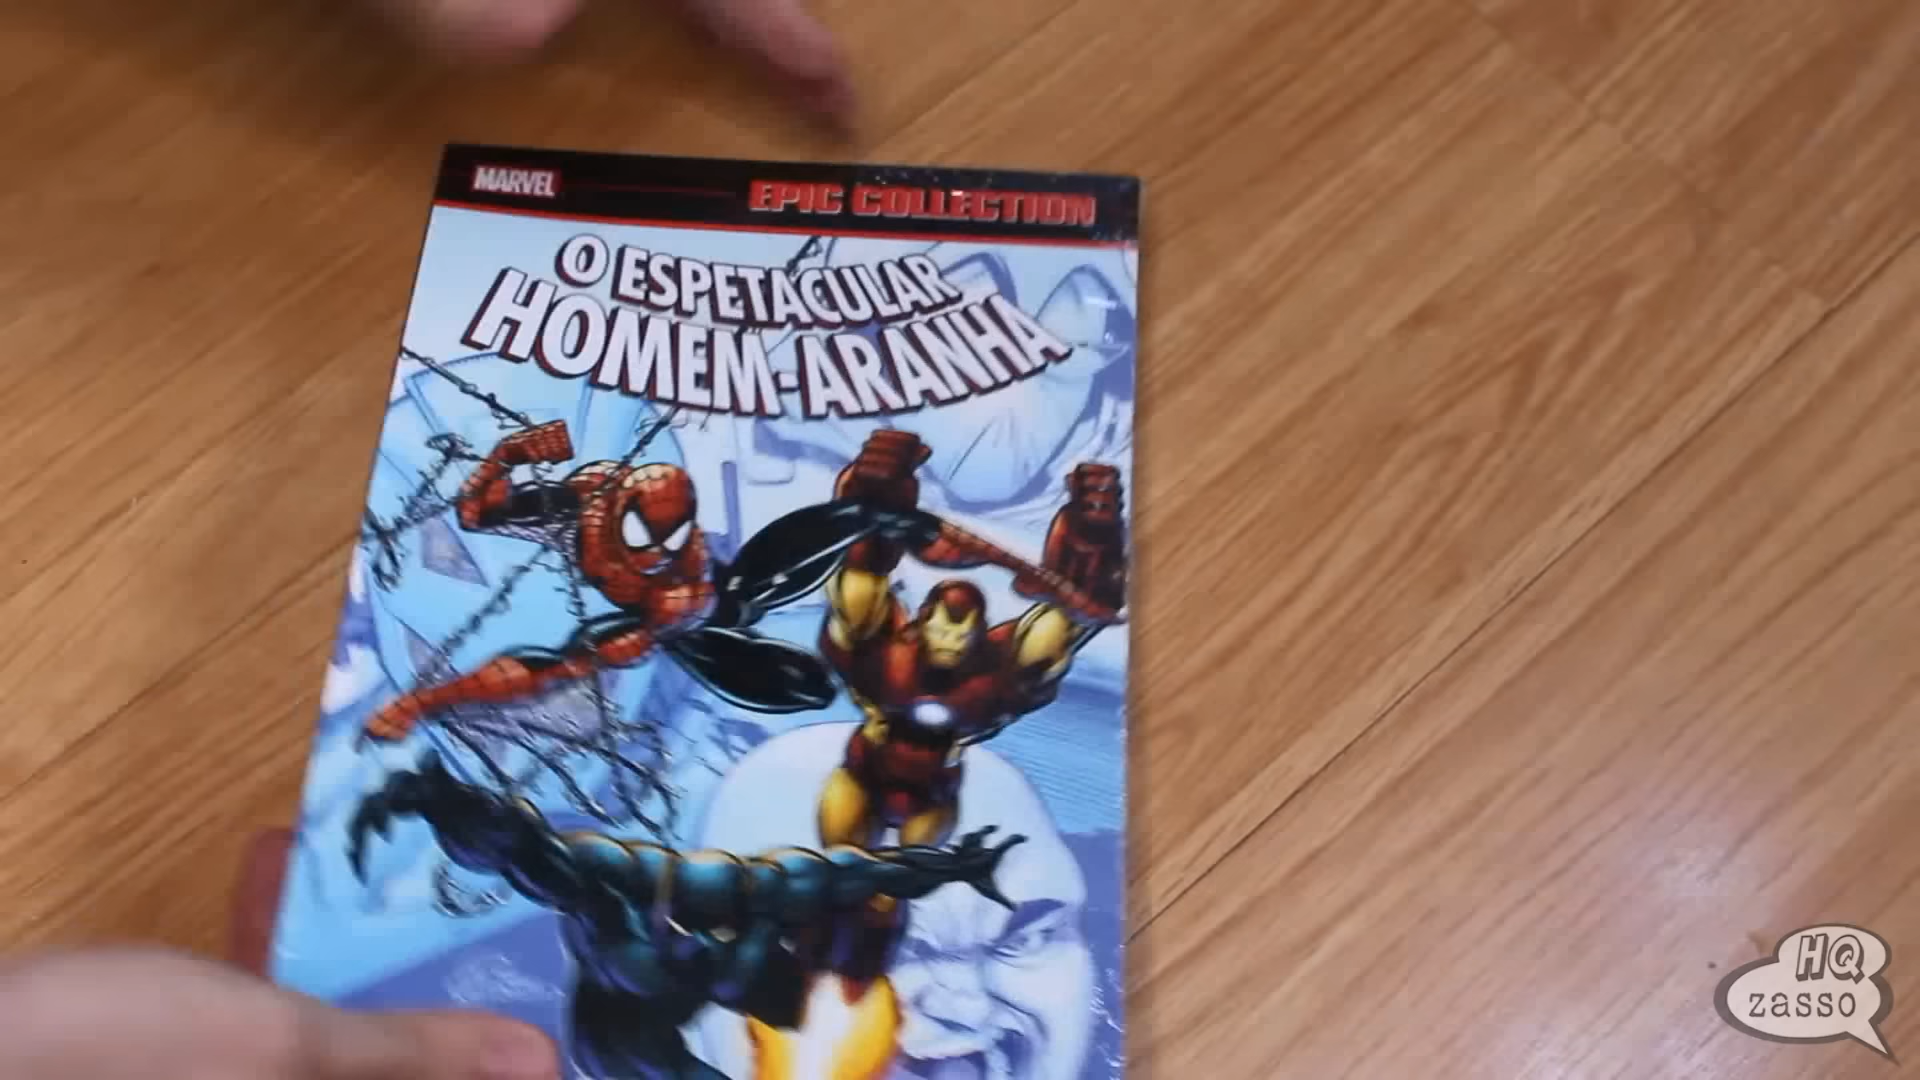 MARVEL
EPIC COLLECTION
O ESPETACULAR
HOMEM-ARANHA
HQ
zasso